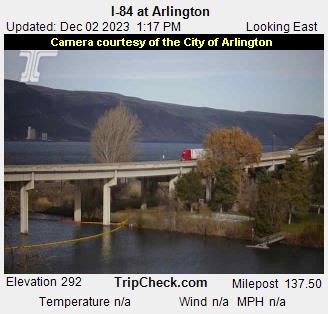 I-84 at Arlington
Updated: Dec 02 2023 1:17 PM Looking East
Camera courtesy of the City of Arlington
Elevation 292 TripCheck.com Milepost 137.50
Temperature n/a Wind n/a MPH n/a